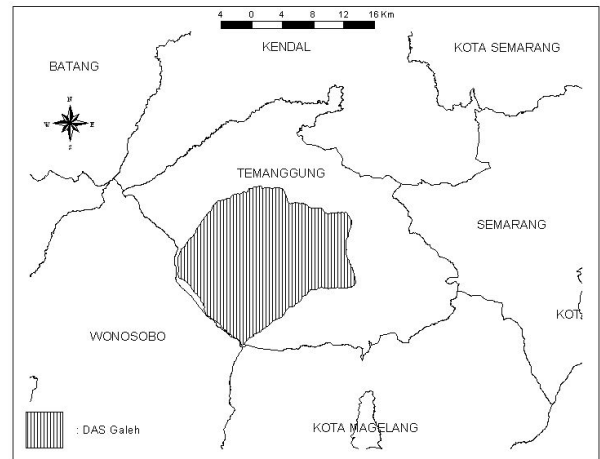 4 0 4 8 12 16 Km
KENDAL
KOTA SEMARANG
BATANG
N
W E
S
TEMANGGUNG
SEMARANG
KOT
WONOSOBO
: DAS Galeh
KOTA MAGELANG